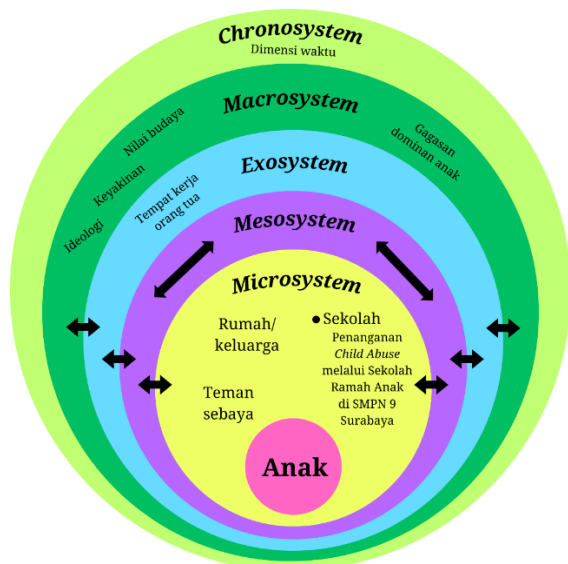 Chronosystem
Dimensi waktu
Macrosystem
Nilai budaya
Keyakinan
Ideologi
Gagasan
dominan anak
Exosystem
Tempat kerja
orang tua
Mesosystem
Microsystem
Rumah/
keluarga
Teman
sebaya
Sekolah
Penanganan
Child Abuse
melalui Sekolah
Ramah Anak
di SMPN 9
Surabaya
Anak